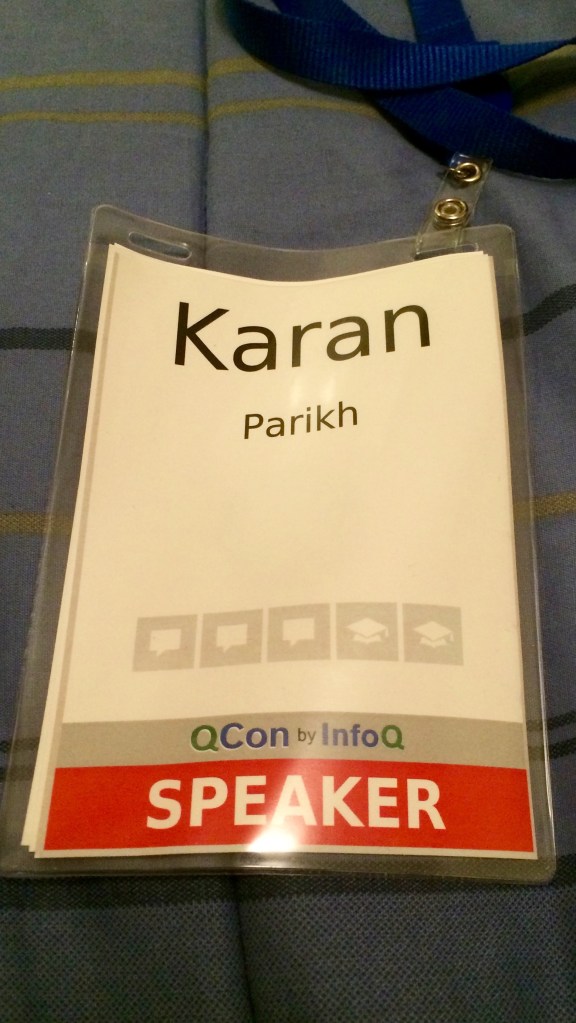 Karan
Parikh
QCon by InfoQ
SPEAKER